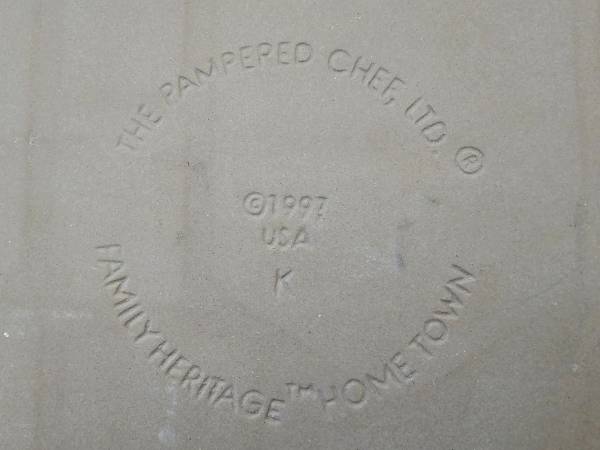 THE PAMPERED CHEF, LTD. ®
©1997
USA
K
FAMILY HERITAGE™ HOME TOWN